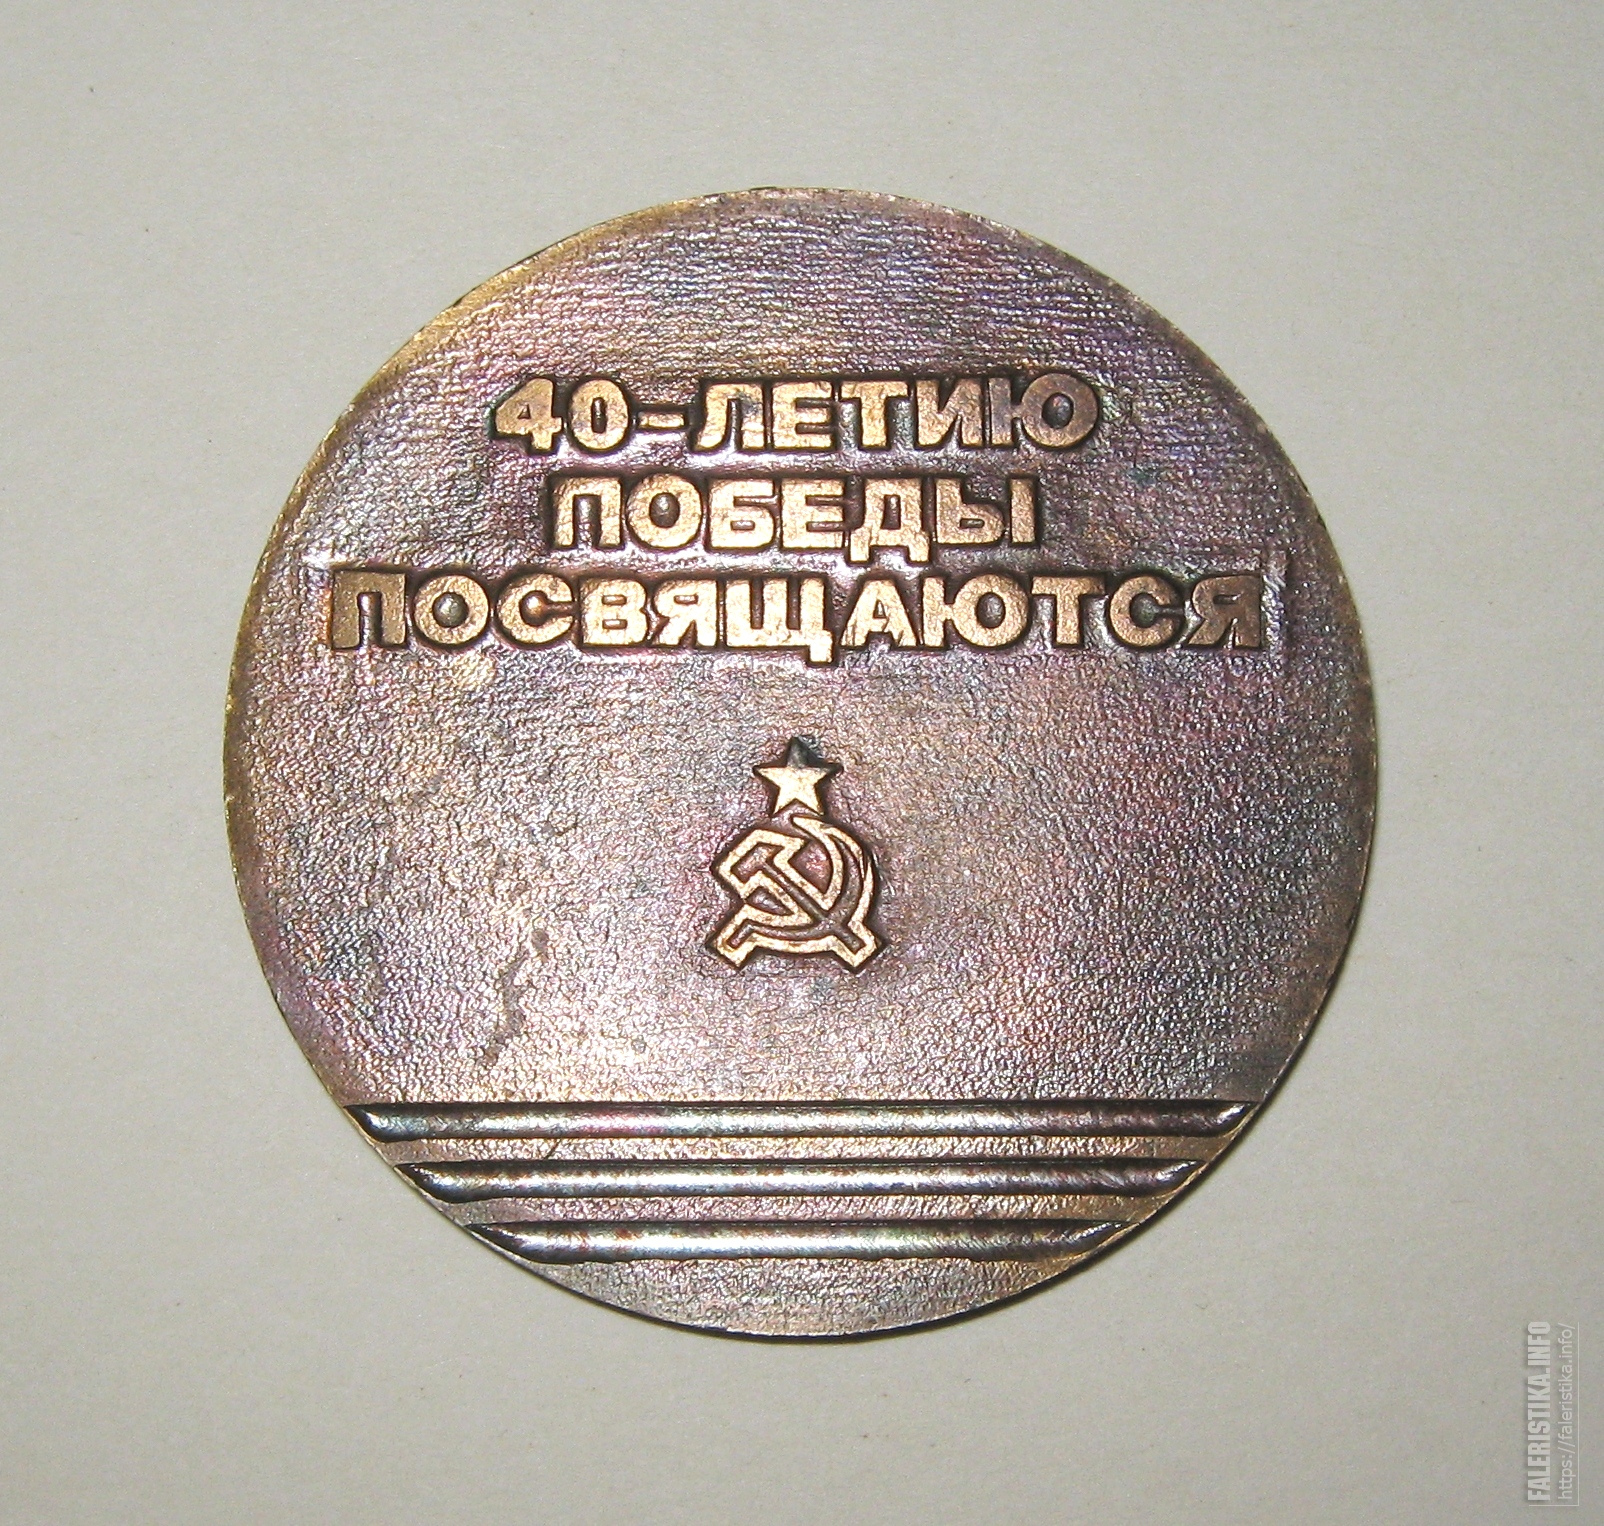 40-ЛЕТИЮ
ПОБЕДЫ
ПОСВЯЩАЮТСЯ
FALERISTIKA.INFO
https://faleristika.info/